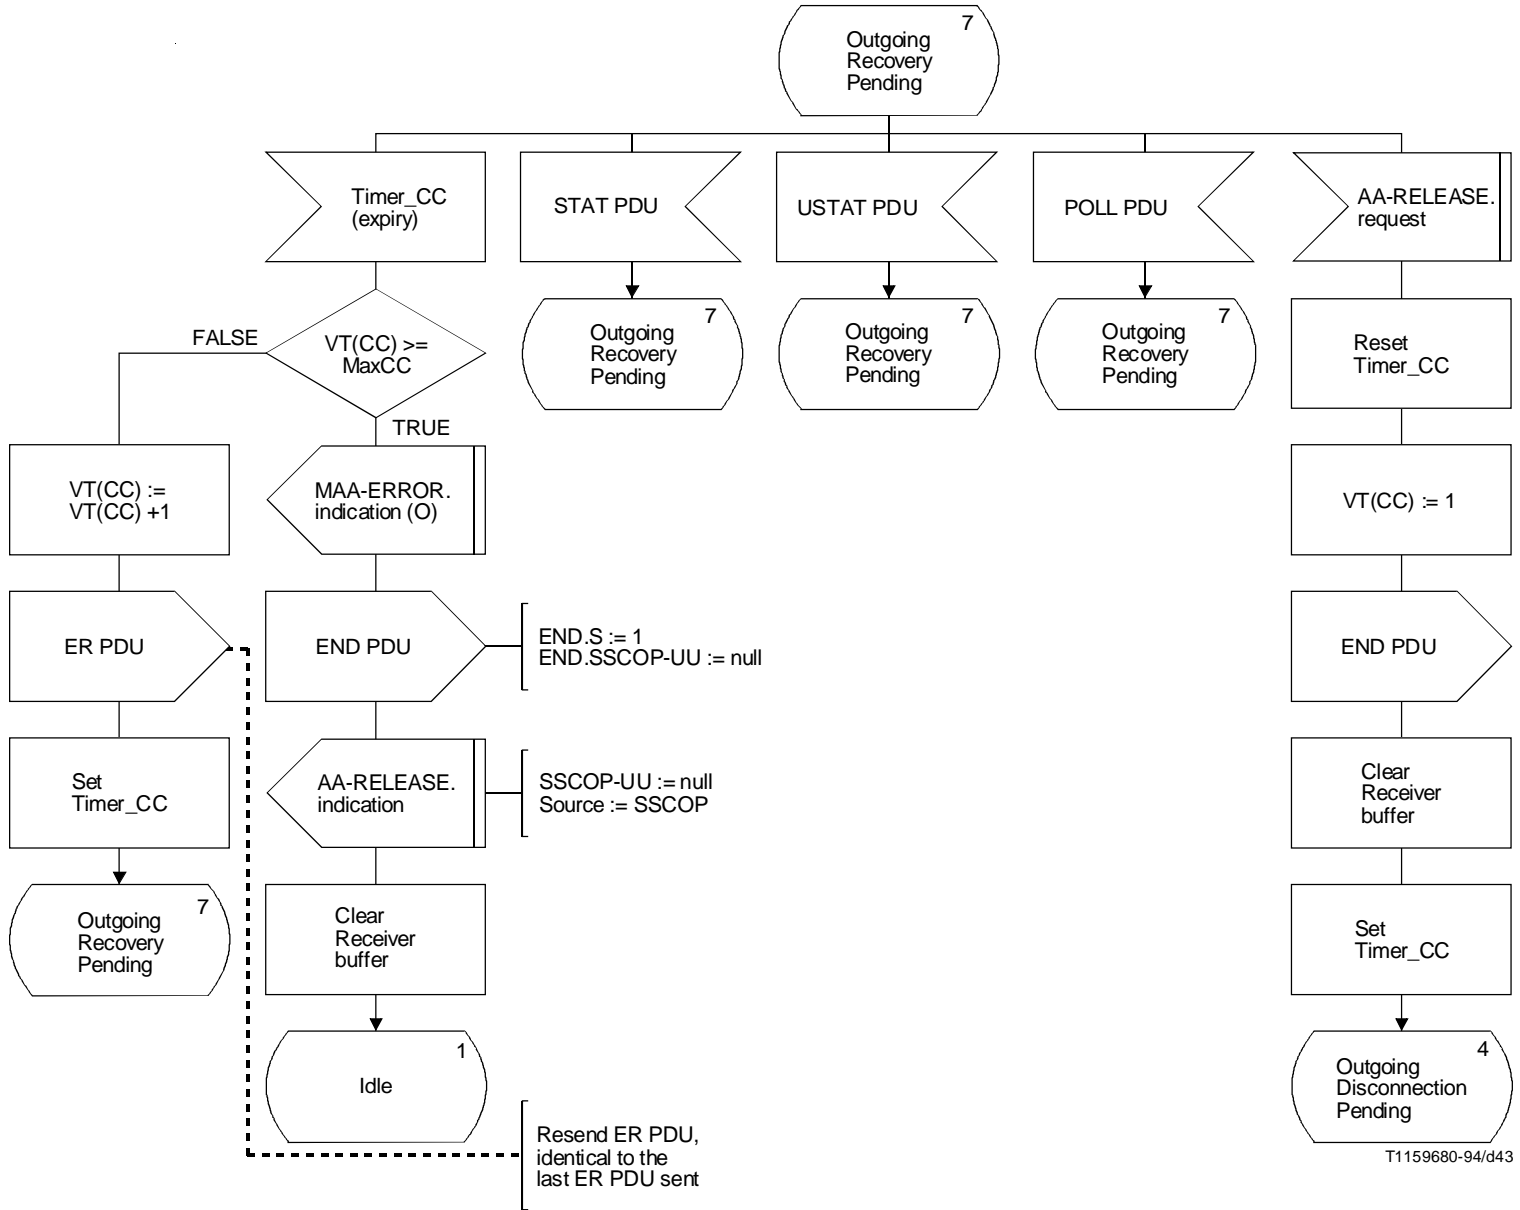 7
Outgoing
Recovery
Pending
Timer_CC
(expiry)
STAT PDU
USTAT PDU
POLL PDU
AA-RELEASE.
request
FALSE
VT(CC) >=
MaxCC
TRUE
7
Outgoing
Recovery
Pending
7
Outgoing
Recovery
Pending
7
Outgoing
Recovery
Pending
Reset
Timer_CC
VT(CC) :=
VT(CC) +1
MAA-ERROR.
indication (O)
VT(CC) := 1
ER PDU
END PDU
END.S := 1
END.SSCOP-UU := null
END PDU
Set
Timer_CC
AA-RELEASE.
indication
SSCOP-UU := null
Source := SSCOP
Clear
Receiver
buffer
7
Outgoing
Recovery
Pending
Clear
Receiver
buffer
Set
Timer_CC
1
Idle
4
Outgoing
Disconnection
Pending
Resend ER PDU,
identical to the
last ER PDU sent
T1159680-94/d43